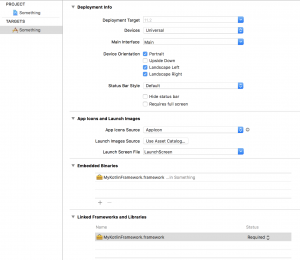 PROJECT
Something
TARGETS
Something
Deployment Info
Deployment Target
11.2
Devices
Universal
Main Interface
Main
Device Orientation
Portrait
Upside Down
Landscape Left
Landscape Right
Status Bar Style
Default
Hide status bar
Requires full screen
App Icons and Launch Images
App Icons Source
AppIcon
Launch Images Source
Use Asset Catalog...
Launch Screen File
LaunchScreen
Embedded Binaries
MyKotlinFramework.framework ...in Something
Linked Frameworks and Libraries
Name Status
MyKotlinFramework.framework Required